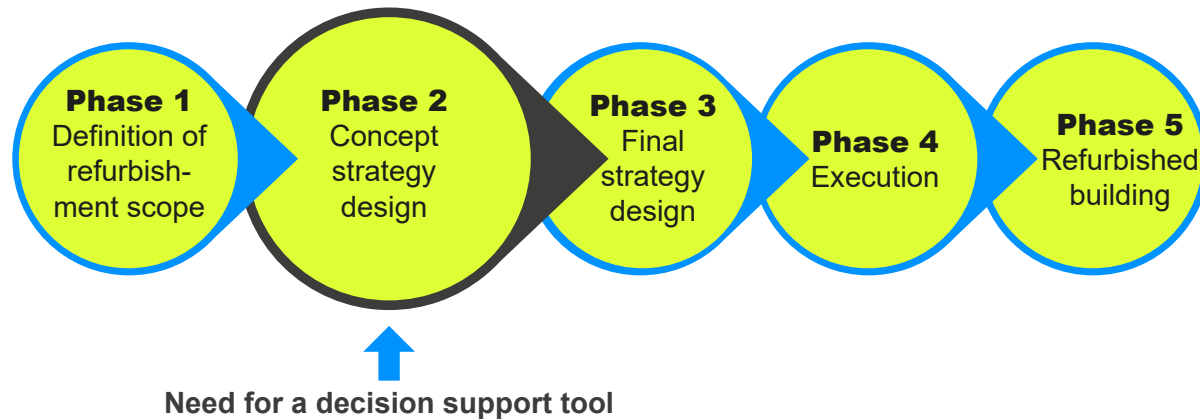 Phase 1
Definition of
refurbish-
ment scope
Phase 2
Concept
strategy
design
Phase 3
Final
strategy
design
Phase 4
Execution
Phase 5
Refurbished
building
Need for a decision support tool